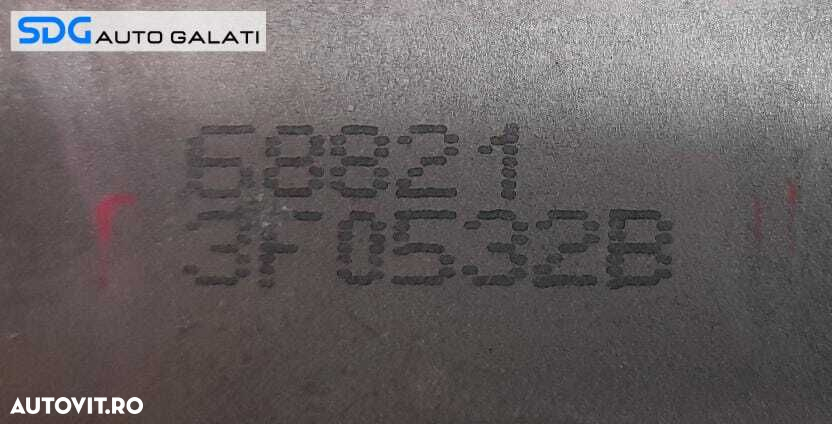 SDG AUTO GALATI
68821
3F0532B
AUTOVIT.RO